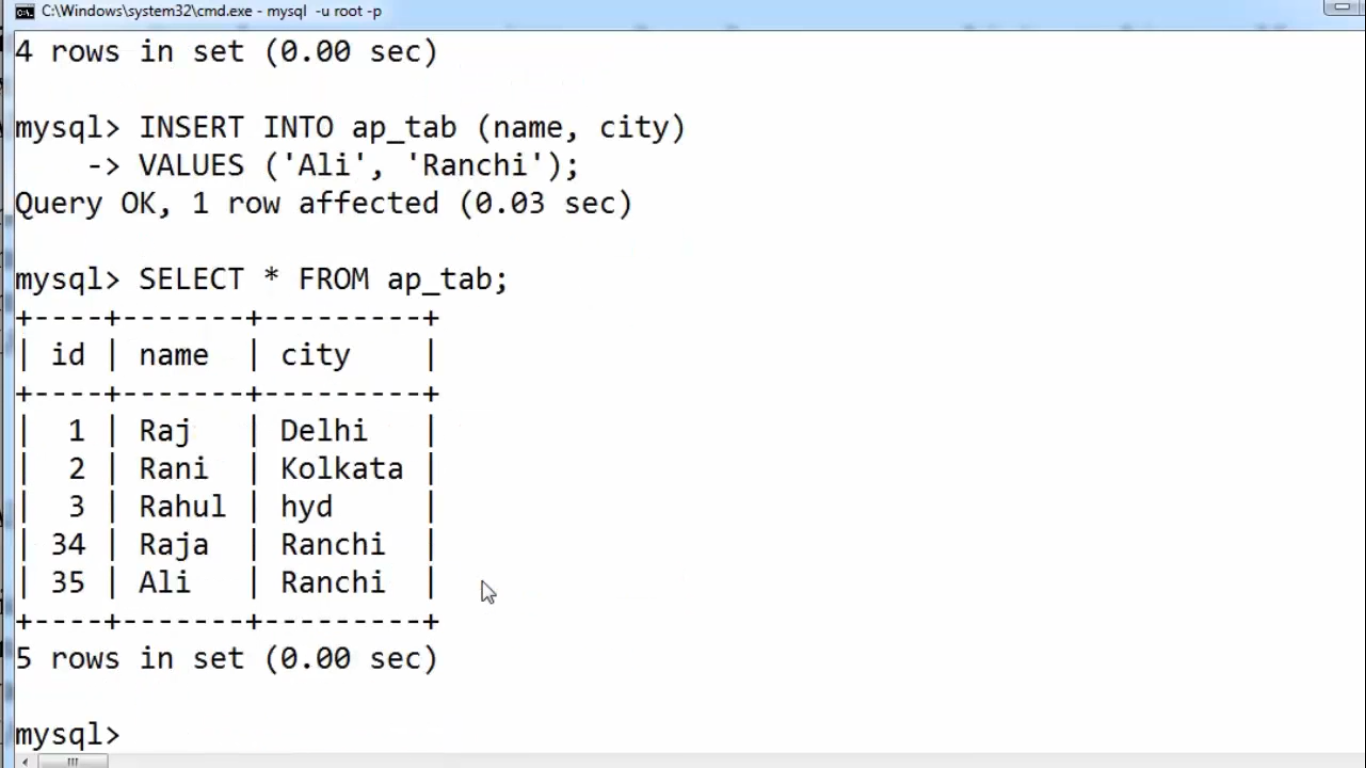 C:\Windows\system32\cmd.exe - mysql  -u root -p
4 rows in set (0.00 sec)
mysql> INSERT INTO ap_tab (name, city)
    -> VALUES ('Ali', 'Ranchi');
Query OK, 1 row affected (0.03 sec)
mysql> SELECT * FROM ap_tab;
+----+-------+---------+
| id | name  | city    |
+----+-------+---------+
|  1 | Raj   | Delhi   |
|  2 | Rani  | Kolkata |
|  3 | Rahul | hyd     |
| 34 | Raja  | Ranchi  |
| 35 | Ali   | Ranchi  |
+----+-------+---------+
5 rows in set (0.00 sec)
mysql>